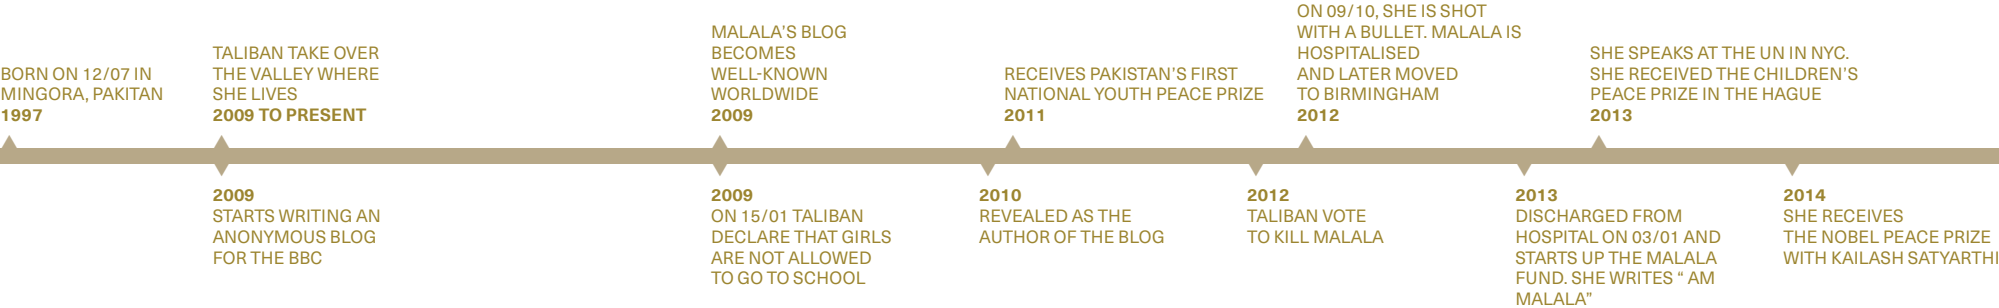 BORN ON 12/07 IN
MINGORA, PAKITAN
1997
TALIBAN TAKE OVER
THE VALLEY WHERE
SHE LIVES
2009 TO PRESENT
MALALA’S BLOG
BECOMES
WELL-KNOWN
WORLDWIDE
2009
RECEIVES PAKISTAN’S FIRST
NATIONAL YOUTH PEACE PRIZE
2011
ON 09/10, SHE IS SHOT
WITH A BULLET. MALALA IS
HOSPITALISED
AND LATER MOVED
TO BIRMINGHAM
2012
SHE SPEAKS AT THE UN IN NYC.
SHE RECEIVED THE CHILDREN’S
PEACE PRIZE IN THE HAGUE
2013
2009
STARTS WRITING AN
ANONYMOUS BLOG
FOR THE BBC
2009
ON 15/01 TALIBAN
DECLARE THAT GIRLS
ARE NOT ALLOWED
TO GO TO SCHOOL
2010
REVEALED AS THE
AUTHOR OF THE BLOG
2012
TALIBAN VOTE
TO KILL MALALA
2013
DISCHARGED FROM
HOSPITAL ON 03/01 AND
STARTS UP THE MALALA
FUND. SHE WRITES “ AM
MALALA”
2014
SHE RECEIVES
THE NOBEL PEACE PRIZE
WITH KAILASH SATYARTHI